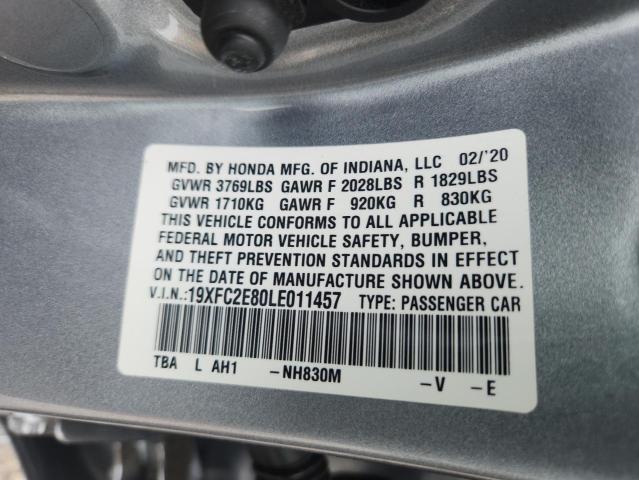 MFD. BY HONDA MFG. OF INDIANA, LLC 02/'20
GVWR 3769LBS GAWR F 2028LBS R 1829LBS
GVWR 1710KG GAWR F 920KG R 830KG
THIS VEHICLE CONFORMS TO ALL APPLICABLE
FEDERAL MOTOR VEHICLE SAFETY, BUMPER,
AND THEFT PREVENTION STANDARDS IN EFFECT
ON THE DATE OF MANUFACTURE SHOWN ABOVE.
V.I.N.:19XFC2E80LE011457 TYPE: PASSENGER CAR
TBA L AH1 -NH830M -V -E